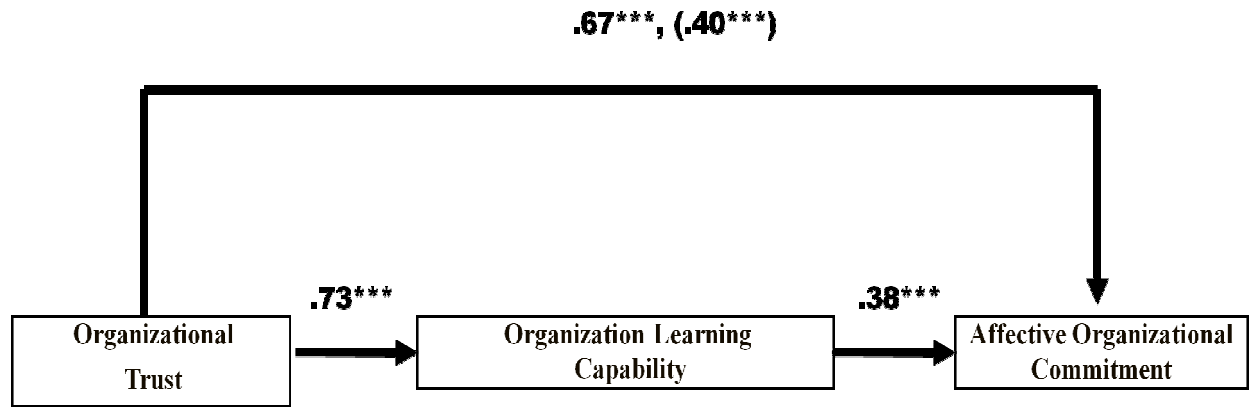 .67***, (.40***)
.73***
.38***
Organizational
Trust
Organization Learning
Capability
Affective Organizational
Commitment